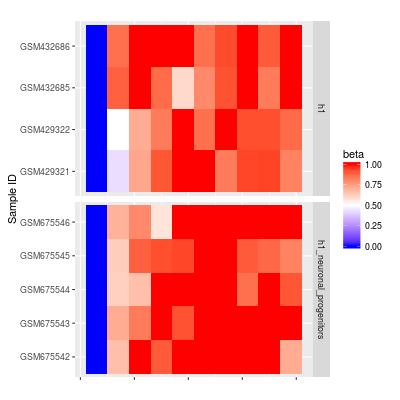 GSM432686
GSM432685
GSM429322
GSM429321
h1
GSM675546
GSM675545
GSM675544
GSM675543
GSM675542
h1_neuronal_progenitors
Sample ID
beta
1.00
0.75
0.50
0.25
0.00